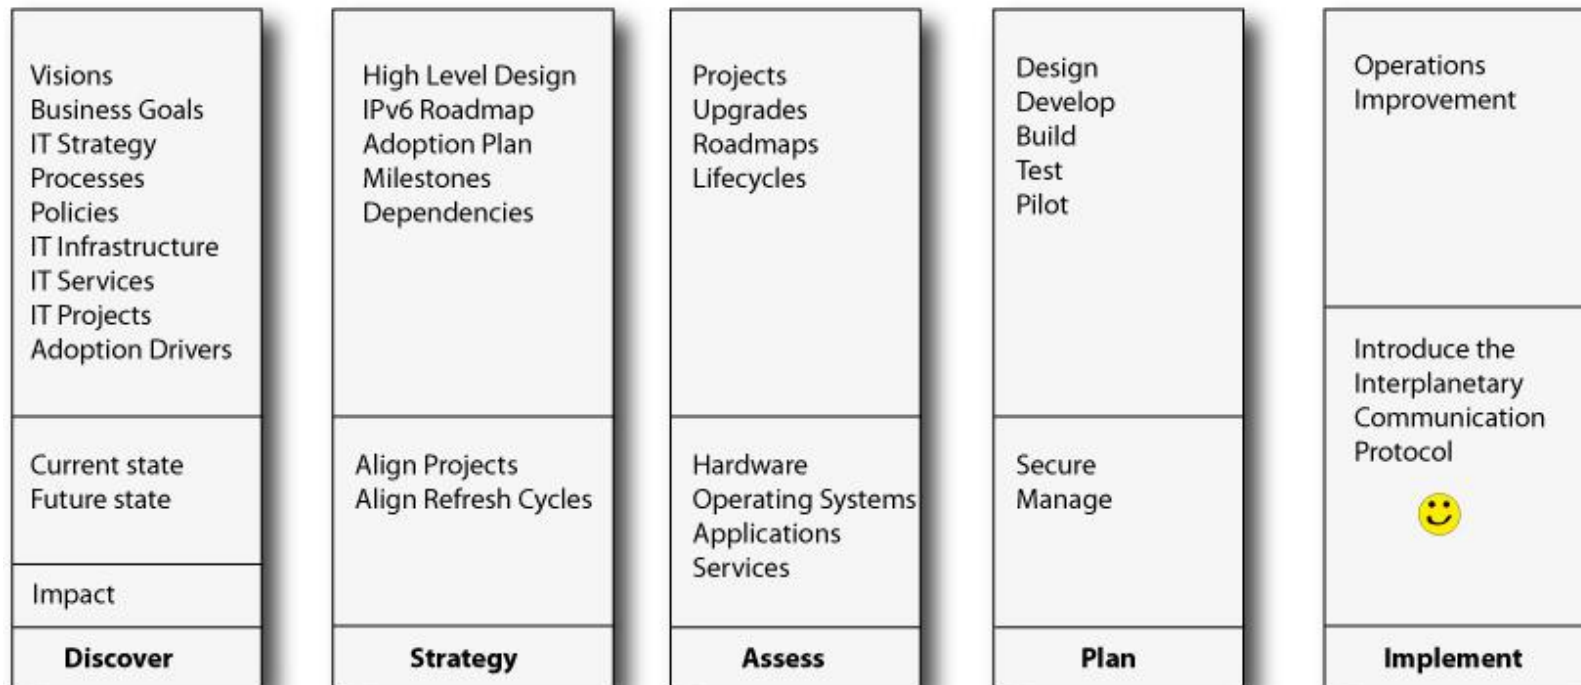 Visions
Business Goals
IT Strategy
Processes
Policies
IT Infrastructure
IT Services
IT Projects
Adoption Drivers
Current state
Future state
Impact
Discover
High Level Design
IPv6 Roadmap
Adoption Plan
Milestones
Dependencies
Align Projects
Align Refresh Cycles
Strategy
Projects
Upgrades
Roadmaps
Lifecycles
Hardware
Operating Systems
Applications
Services
Assess
Design
Develop
Build
Test
Pilot
Secure
Manage
Plan
Operations
Improvement
Introduce the
Interplanetary
Communication
Protocol
Implement